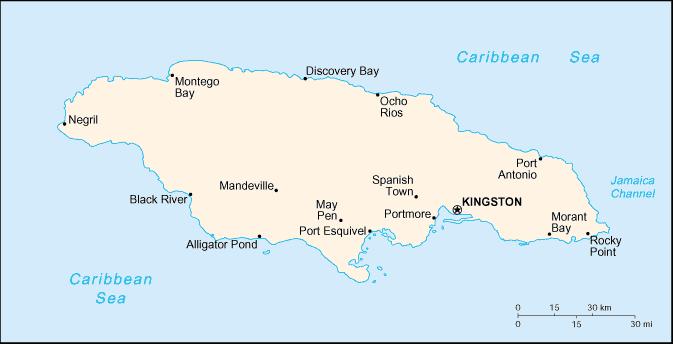 Caribbean Sea
Discovery Bay
Montego
Bay
Ocho
Rios
Negril
Port
Antonio
Jamaica
Channel
Spanish
Town
Mandeville
Black River
KINGSTON
May
Pen
Portmore
Port Esquivel
Morant
Bay
Alligator Pond
Rocky
Point
Caribbean
Sea
0 15 30 km
0 15 30 mi